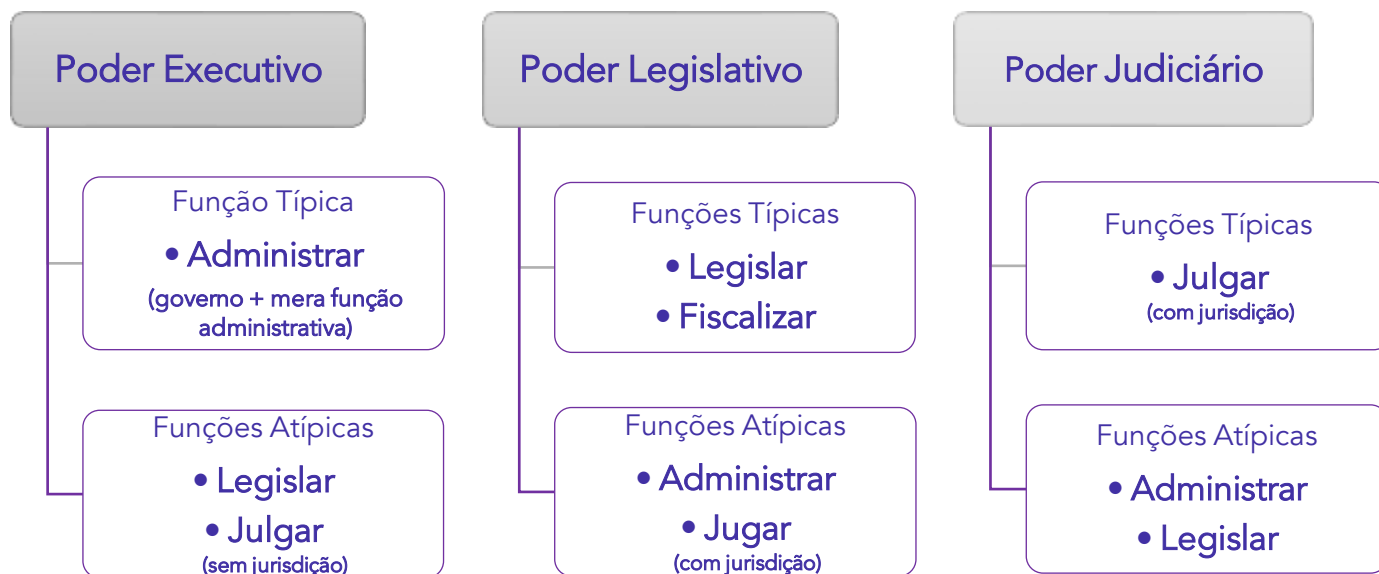 Poder Executivo
Função Típica
• Administrar
(governo + mera função
administrativa)
Funções Atípicas
• Legislar
• Julgar
(sem jurisdição)
Poder Legislativo
Funções Típicas
• Legislar
• Fiscalizar
Funções Atípicas
• Administrar
• Jugar
(com jurisdição)
Poder Judiciário
Funções Típicas
• Julgar
(com jurisdição)
Funções Atípicas
• Administrar
• Legislar